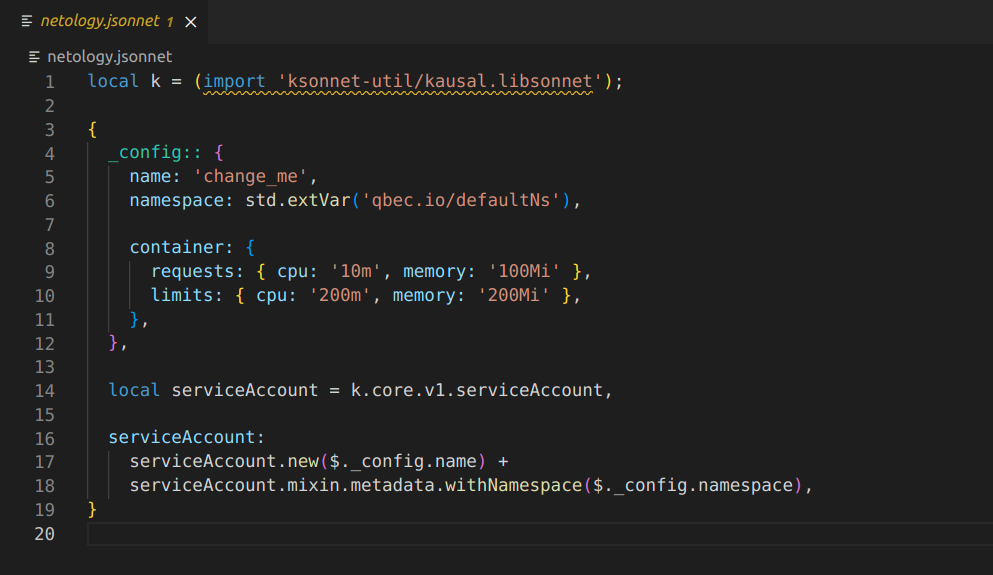 netology.jsonnet 1
netology.jsonnet
1 local k = (import 'ksonnet-util/kausal.libsonnet');
2
3 {
4   _config:: {
5     name: 'change_me',
6     namespace: std.extVar('qbec.io/defaultNs'),
7
8     container: {
9       requests: { cpu: '10m', memory: '100Mi' },
10       limits: { cpu: '200m', memory: '200Mi' },
11     },
12   },
13
14   local serviceAccount = k.core.v1.serviceAccount,
15
16   serviceAccount:
17     serviceAccount.new($._config.name) +
18     serviceAccount.mixin.metadata.withNamespace($._config.namespace),
19 }
20